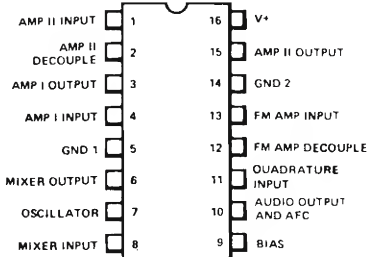 AMP II INPUT 1 16 V+
AMP II
DECOUPLE 2 15 AMP II OUTPUT
AMP I OUTPUT 3 14 GND 2
AMP I INPUT 4 13 FM AMP INPUT
GND 1 5 12 FM AMP DECOUPLE
MIXER OUTPUT 6 11 QUADRATURE
INPUT
OSCILLATOR 7 10 AUDIO OUTPUT
AND AFC
MIXER INPUT 8 9 BIAS